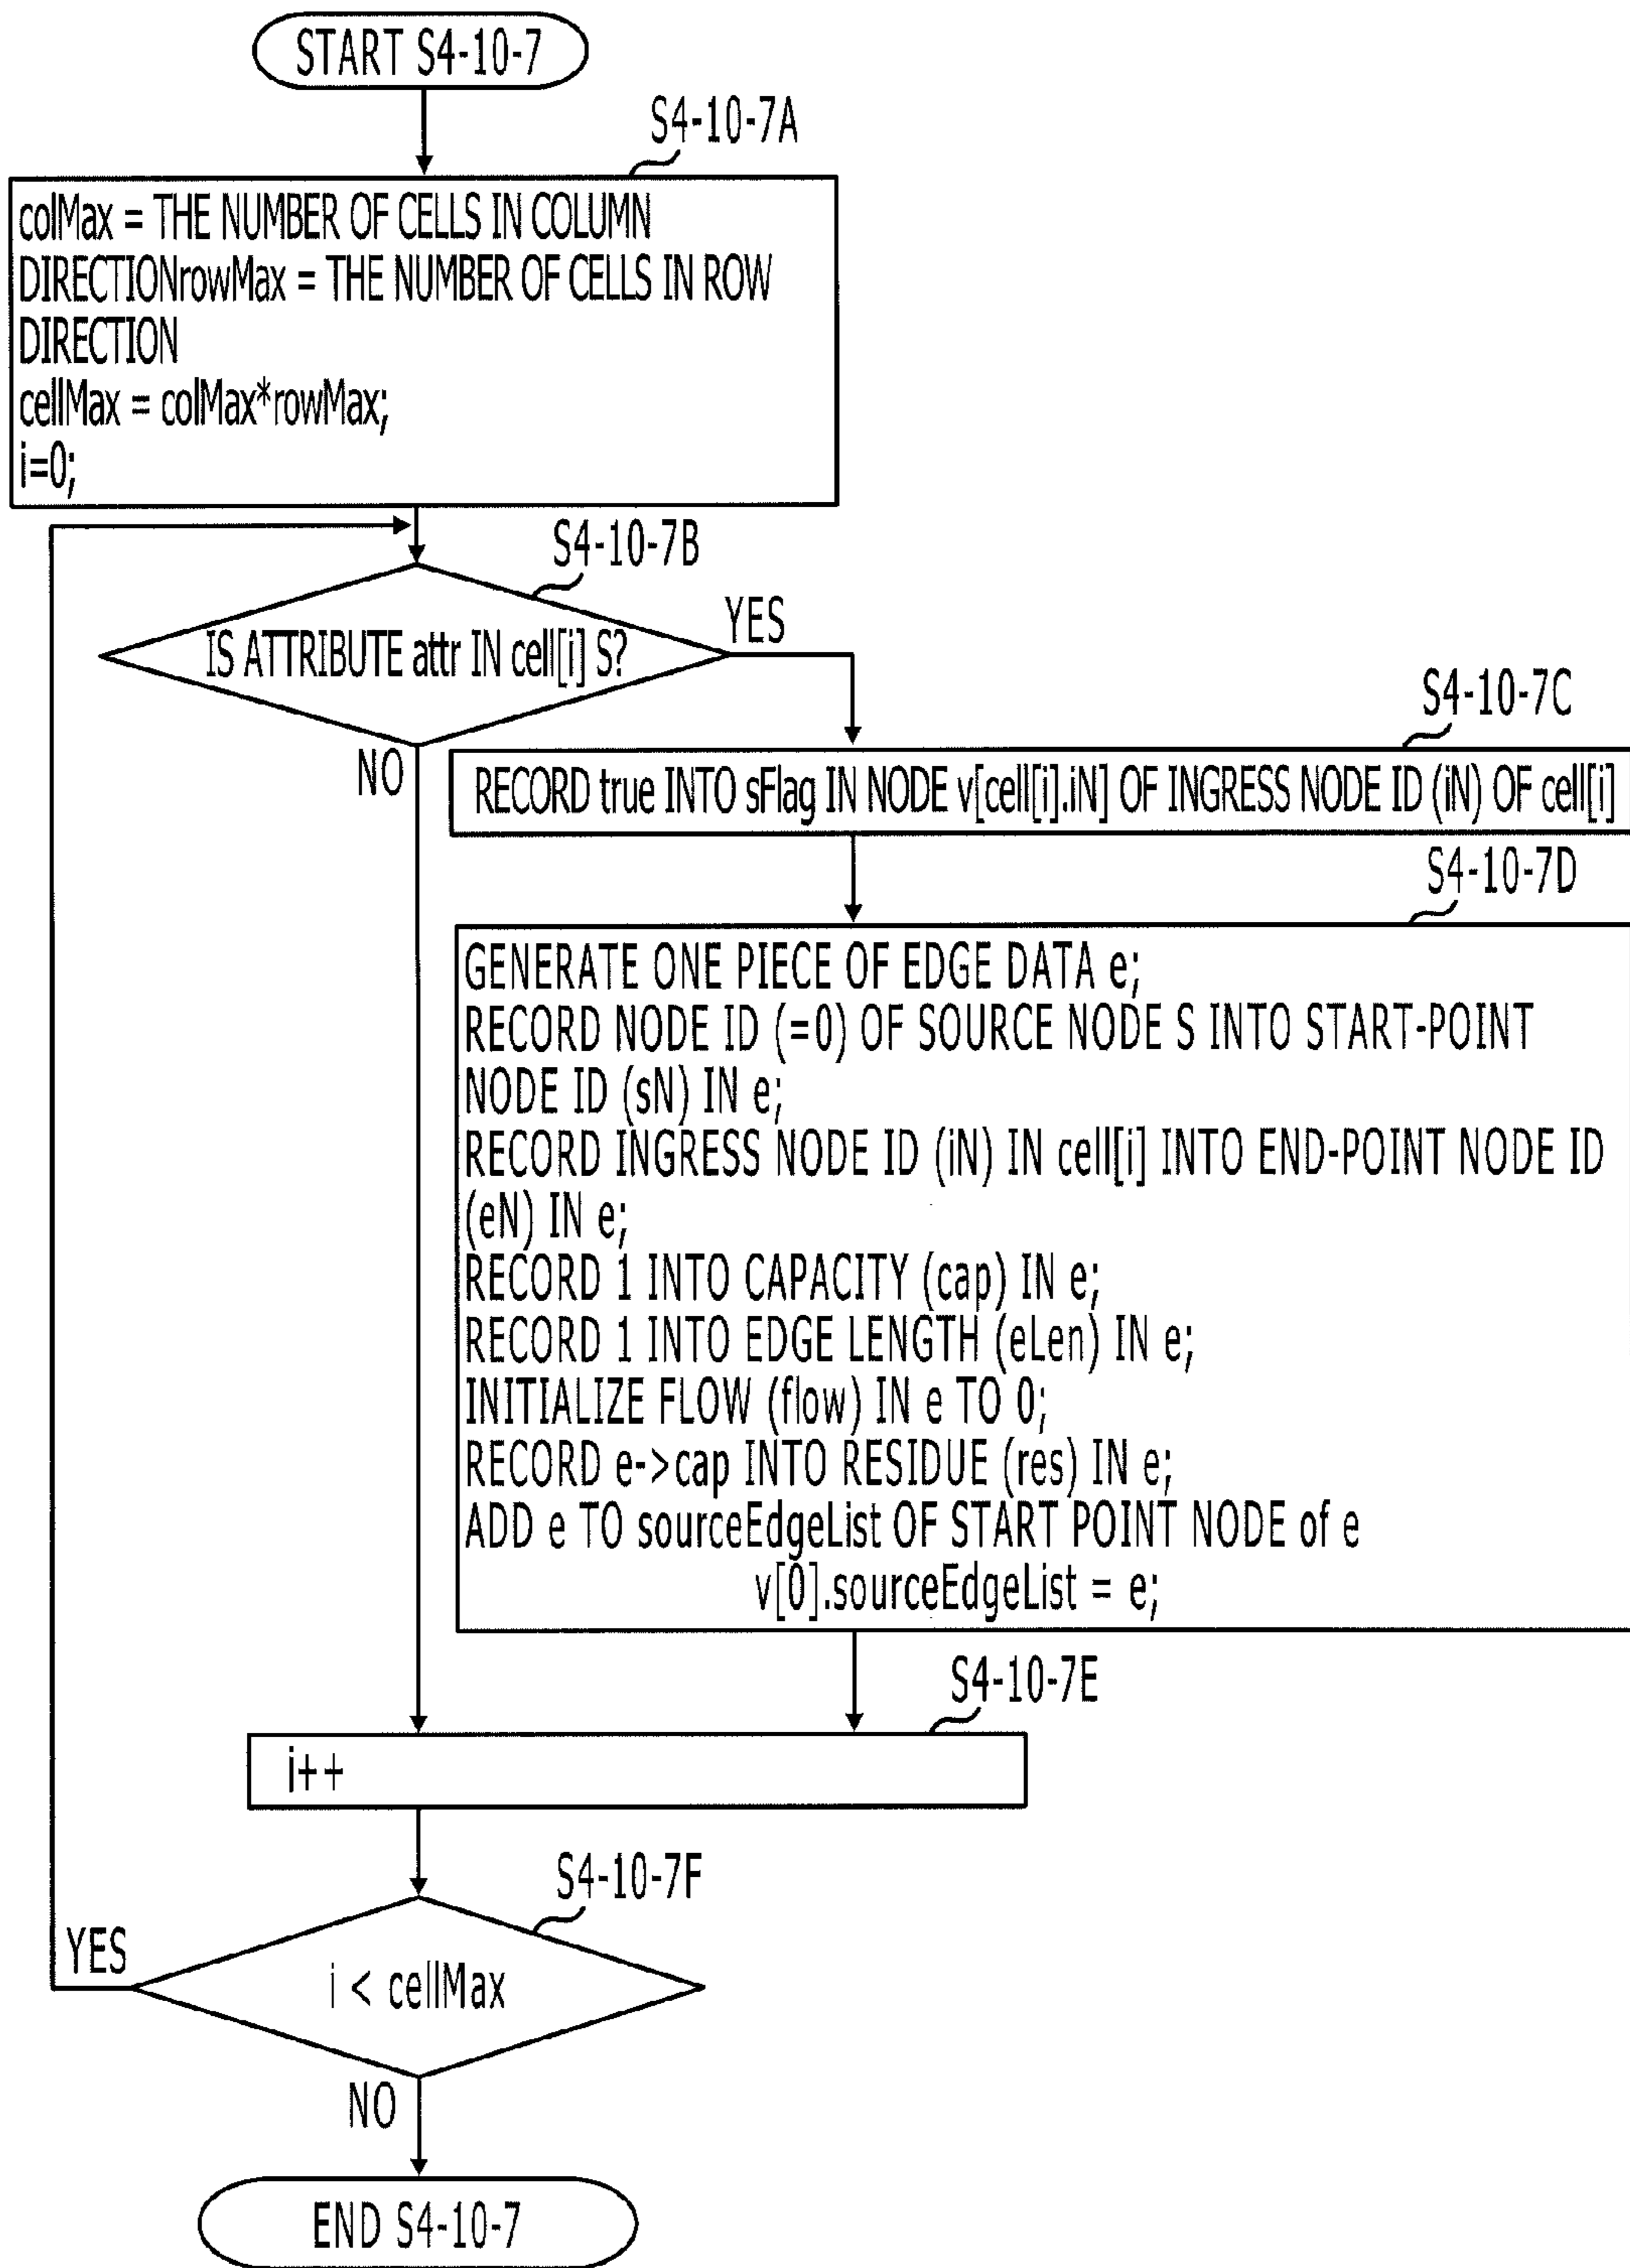 START S4-10-7
S4-10-7A
colMax = THE NUMBER OF CELLS IN COLUMN
DIRECTIONrowMax = THE NUMBER OF CELLS IN ROW
DIRECTION
cellMax = colMax*rowMax;
i=0;
S4-10-7B
IS ATTRIBUTE attr IN cell[i] S?
YES
NO
S4-10-7C
RECORD true INTO sFlag IN NODE v[cell[i].iN] OF INGRESS NODE ID (iN) OF cell[i]
S4-10-7D
GENERATE ONE PIECE OF EDGE DATA e;
RECORD NODE ID (=0) OF SOURCE NODE S INTO START-POINT
NODE ID (sN) IN e;
RECORD INGRESS NODE ID (iN) IN cell[i] INTO END-POINT NODE ID
(eN) IN e;
RECORD 1 INTO CAPACITY (cap) IN e;
RECORD 1 INTO EDGE LENGTH (eLen) IN e;
INITIALIZE FLOW (flow) IN e TO 0;
RECORD e->cap INTO RESIDUE (res) IN e;
ADD e TO sourceEdgeList OF START POINT NODE of e
v[0].sourceEdgeList = e;
S4-10-7E
i++
S4-10-7F
YES
i < cellMax
NO
END S4-10-7